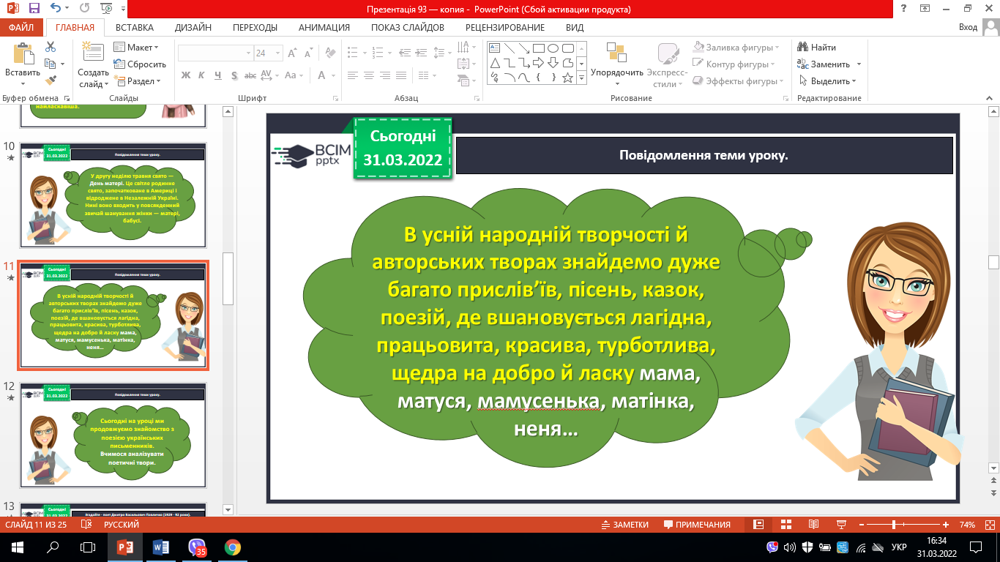 Презентація 93 — копия - PowerPoint (Сбой активации продукта)
ФАЙЛ ГЛАВНАЯ ВСТАВКА ДИЗАЙН ПЕРЕХОДЫ АНИМАЦИЯ ПОКАЗ СЛАЙДОВ РЕЦЕНЗИРОВАНИЕ ВИД Вход
Вставить
Буфер обмена
Создать слайд
Макет
Сбросить
Раздел
Слайды
24
Ж К Ч S abc AV Aa A
Шрифт
Абзац
Упорядочить
Экспресс-стили
Заливка фигуры
Контур фигуры
Эффекты фигуры
Рисование
Найти
Заменить
Выделить
Редактирование
найласкавіша.
10
Сьогодні
31.03.2022
Повідомлення теми уроку.
У другу неділю травня свято —
День матері. Це світле родинне
свято, започатковане в Америці і
відроджене в Незалежній Україні.
Нині воно входить у повсякденний
звичай шанування жінки — матері,
бабусі.
11
Сьогодні
31.03.2022
Повідомлення теми уроку.
В усній народній творчості й
авторських творах знайдемо дуже
багато прислів’їв, пісень, казок,
поезій, де вшановується лагідна,
працьовита, красива, турботлива,
щедра на добро й ласку мама,
матуся, мамусенька, матінка,
неня…
12
Сьогодні
31.03.2022
Повідомлення теми уроку.
Сьогодні на уроці ми
продовжуємо знайомство з
поезією українських
письменників.
Вчимося аналізувати
поетичні твори.
13
Сьогодні
31.03.2022
Згадайте - поет Дмитро Васильович Павличко (1929 - 92 роки).
ВСІМ
pptx
Сьогодні
31.03.2022
Повідомлення теми уроку.
В усній народній творчості й
авторських творах знайдемо дуже
багато прислів’їв, пісень, казок,
поезій, де вшановується лагідна,
працьовита, красива, турботлива,
щедра на добро й ласку мама,
матуся, мамусенька, матінка,
неня…
СЛАЙД 11 ИЗ 25 РУССКИЙ ЗАМЕТКИ ПРИМЕЧАНИЯ 74%
35
УКР
16:34
31.03.2022